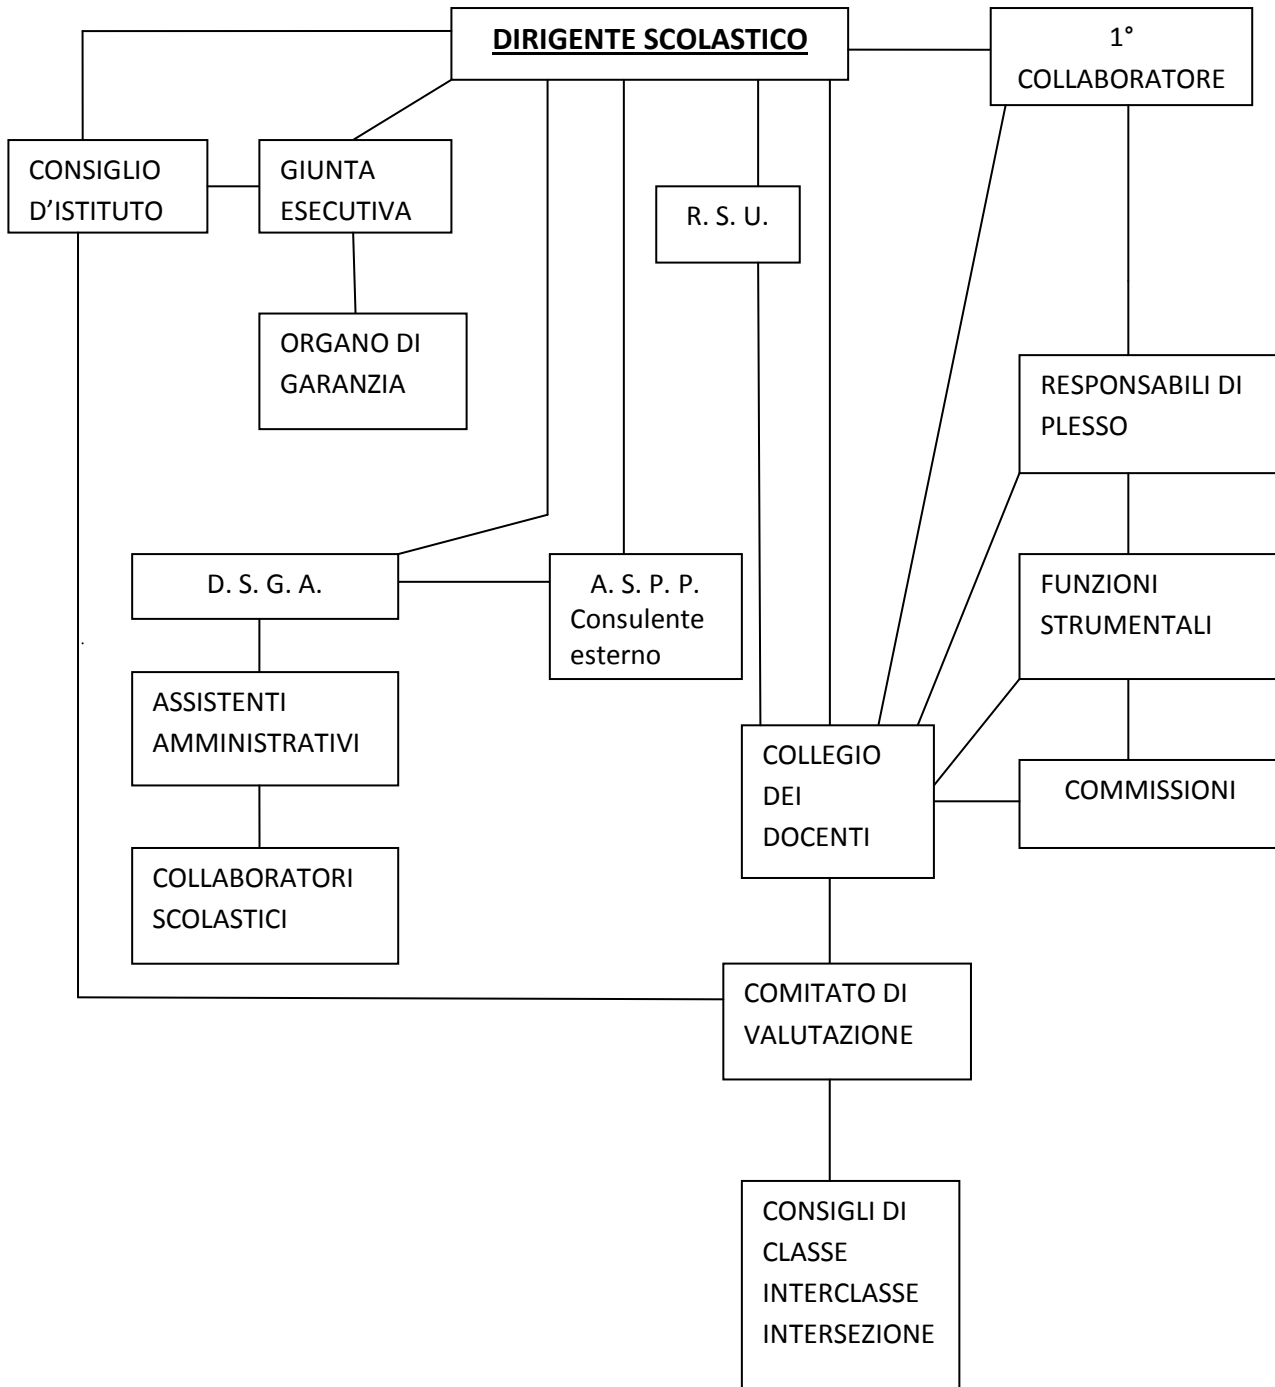 DIRIGENTE SCOLASTICO
1°
COLLABORATORE
CONSIGLIO
D’ISTITUTO
GIUNTA
ESECUTIVA
R. S. U.
ORGANO DI
GARANZIA
RESPONSABILI DI
PLESSO
D. S. G. A.
A. S. P. P.
Consulente
esterno
FUNZIONI
STRUMENTALI
ASSISTENTI
AMMINISTRATIVI
COLLEGIO
DEI
DOCENTI
COMMISSIONI
COLLABORATORI
SCOLASTICI
COMITATO DI
VALUTAZIONE
CONSIGLI DI
CLASSE
INTERCLASSE
INTERSEZIONE